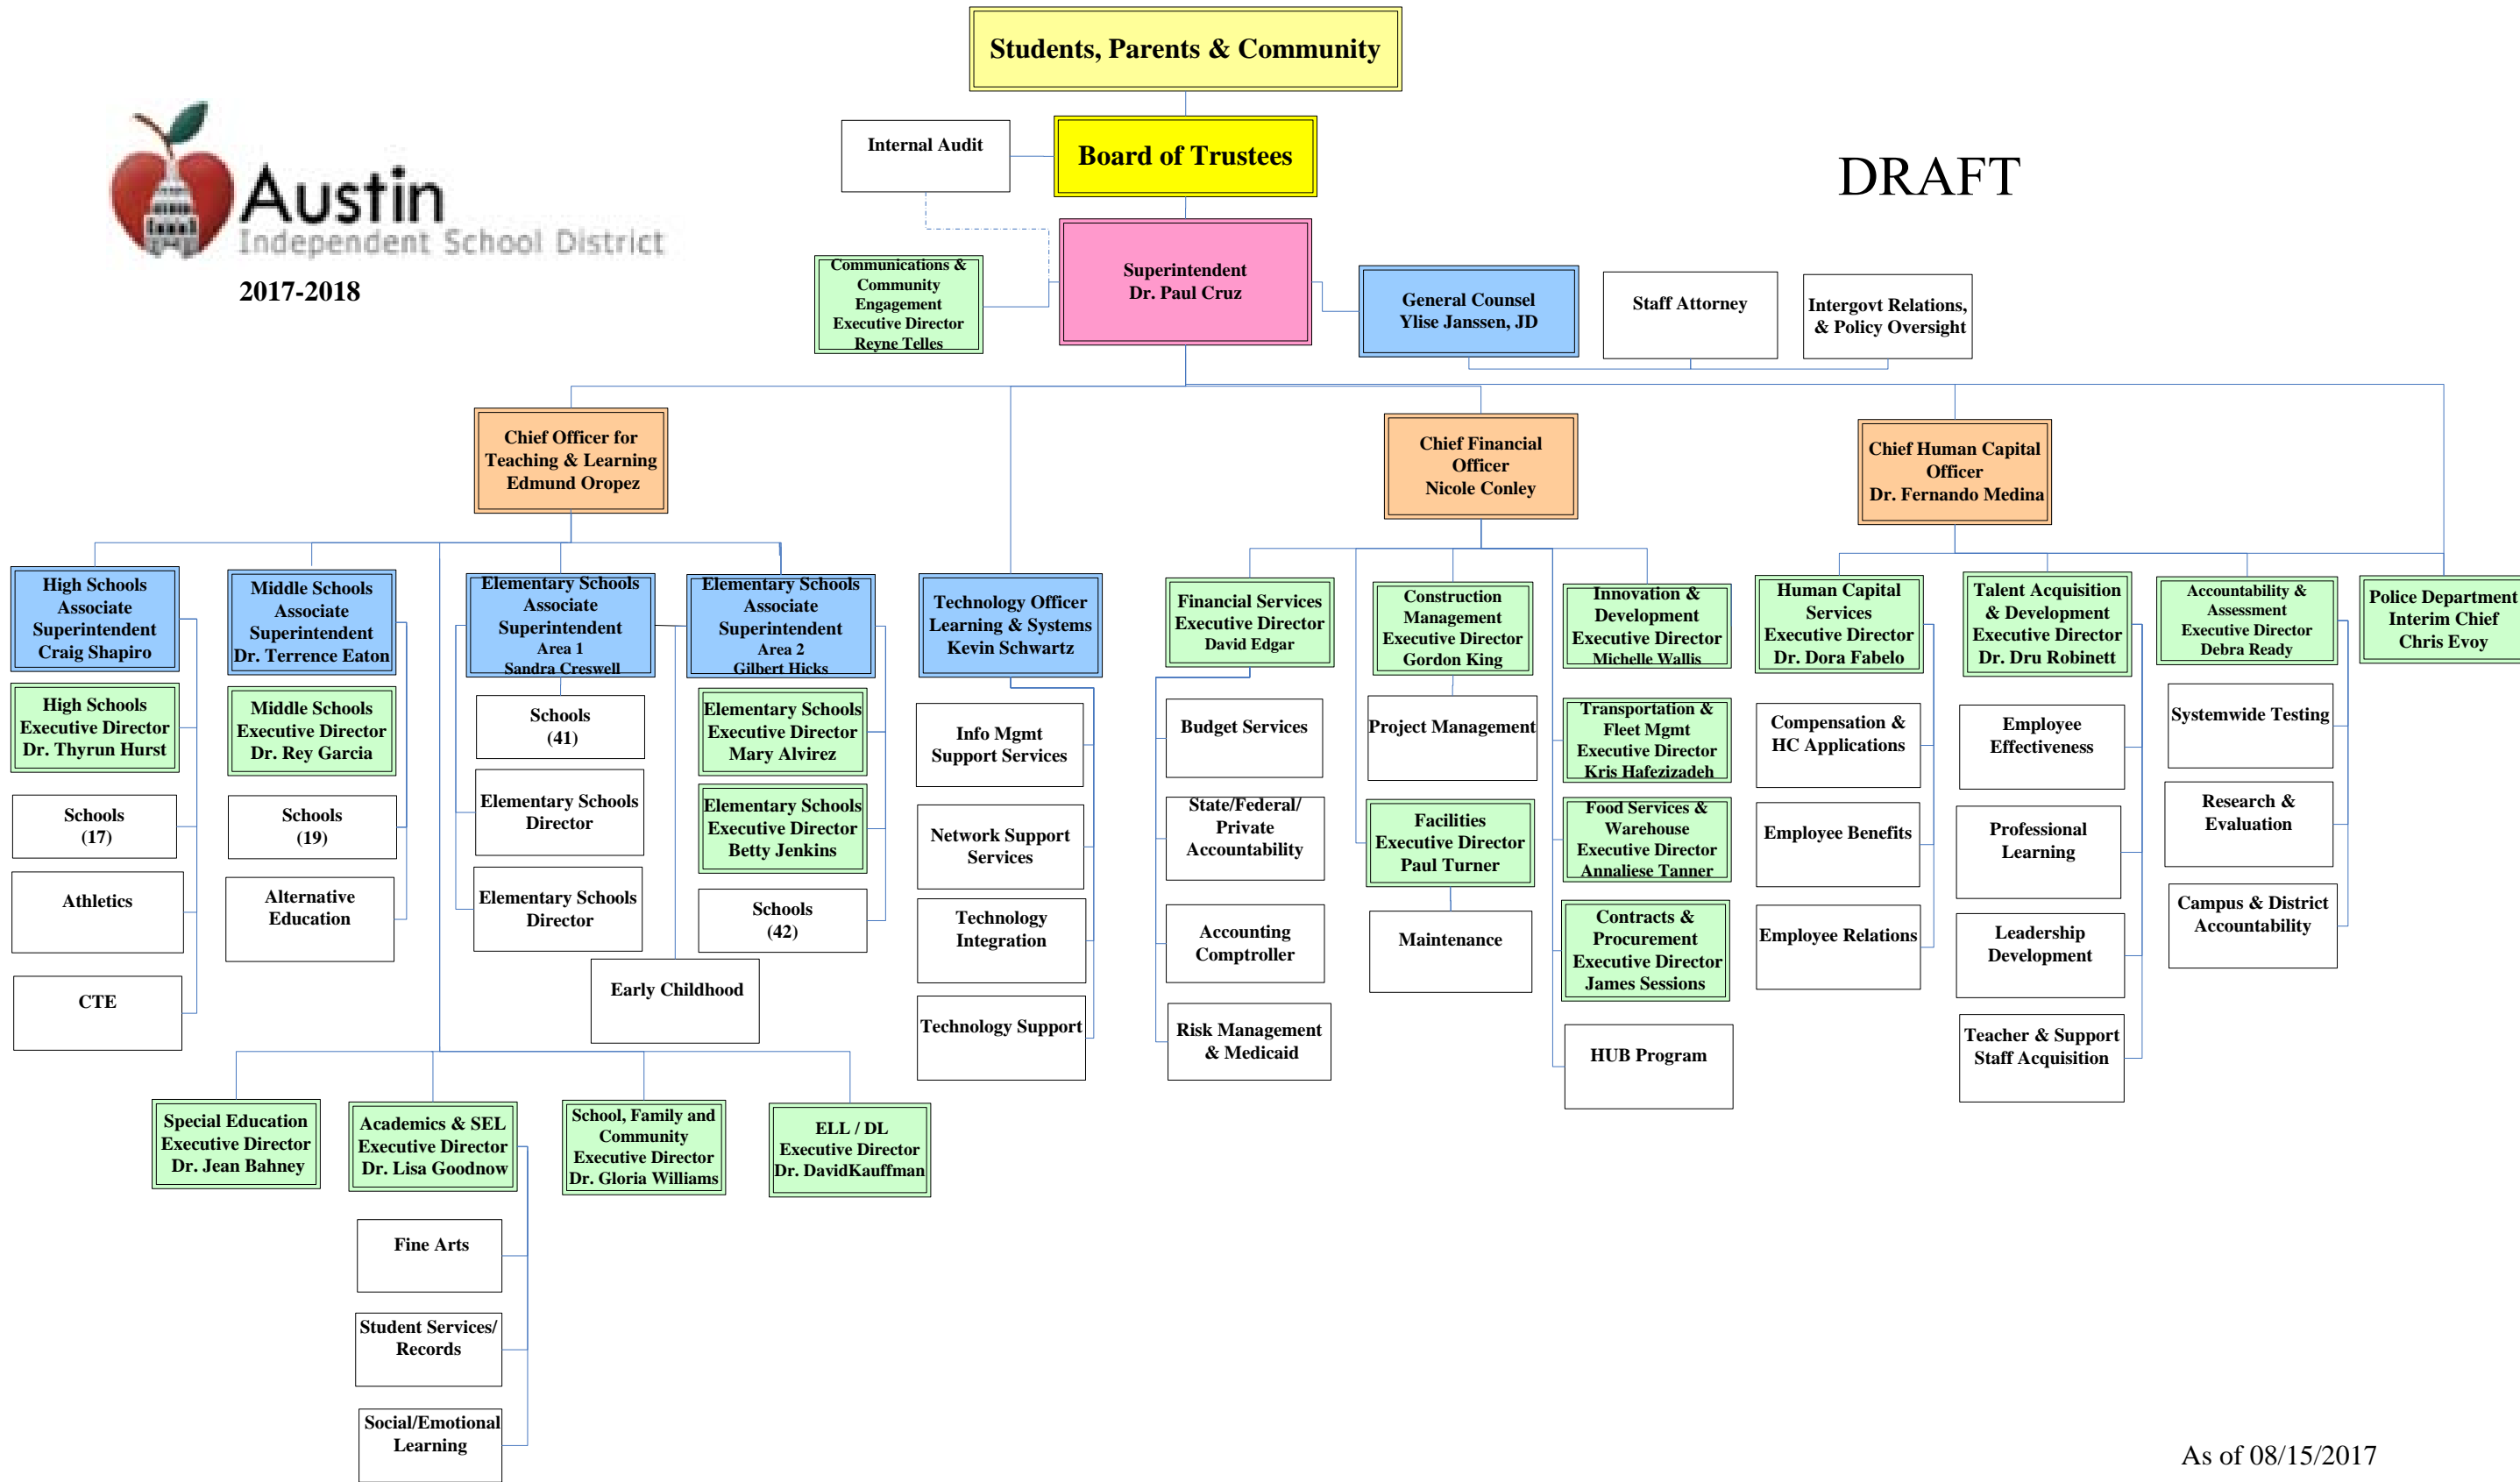 Students, Parents & Community
Internal Audit
Board of Trustees
DRAFT
Austin
Independent School District
2017-2018
Communications &
Community
Engagement
Executive Director
Reyne Telles
Superintendent
Dr. Paul Cruz
General Counsel
Ylise Janssen, JD
Staff Attorney
Intergovt Relations,
& Policy Oversight
Chief Officer for
Teaching & Learning
Edmund Oropez
Chief Financial
Officer
Nicole Conley
Chief Human Capital
Officer
Dr. Fernando Medina
High Schools
Associate
Superintendent
Craig Shapiro
Middle Schools
Associate
Superintendent
Dr. Terrence Eaton
Elementary Schools
Associate
Superintendent
Area 1
Sandra Creswell
Elementary Schools
Associate
Superintendent
Area 2
Gilbert Hicks
Technology Officer
Learning & Systems
Kevin Schwartz
Financial Services
Executive Director
David Edgar
Construction
Management
Executive Director
Gordon King
Innovation &
Development
Executive Director
Michelle Wallis
Human Capital
Services
Executive Director
Dr. Dora Fabelo
Talent Acquisition
& Development
Executive Director
Dr. Dru Robinett
Accountability &
Assessment
Executive Director
Debra Ready
Police Department
Interim Chief
Chris Evoy
High Schools
Executive Director
Dr. Thyrun Hurst
Schools
(17)
Athletics
CTE
Middle Schools
Executive Director
Dr. Rey Garcia
Schools
(19)
Alternative
Education
Schools
(41)
Elementary Schools
Director
Elementary Schools
Director
Elementary Schools
Executive Director
Mary Alvirez
Elementary Schools
Executive Director
Betty Jenkins
Schools
(42)
Early Childhood
Info Mgmt
Support Services
Network Support
Services
Technology
Integration
Technology Support
Budget Services
State/Federal/
Private
Accountability
Accounting
Comptroller
Risk Management
& Medicaid
Project Management
Facilities
Executive Director
Paul Turner
Maintenance
Transportation &
Fleet Mgmt
Executive Director
Kris Hafezizadeh
Food Services &
Warehouse
Executive Director
Annaliese Tanner
Contracts &
Procurement
Executive Director
James Sessions
HUB Program
Compensation &
HC Applications
Employee Benefits
Employee Relations
Employee
Effectiveness
Professional
Learning
Leadership
Development
Teacher & Support
Staff Acquisition
Systemwide Testing
Research &
Evaluation
Campus & District
Accountability
Special Education
Executive Director
Dr. Jean Bahney
Academics & SEL
Executive Director
Dr. Lisa Goodnow
School, Family and
Community
Executive Director
Dr. Gloria Williams
ELL / DL
Executive Director
Dr. DavidKauffman
Fine Arts
Student Services/
Records
Social/Emotional
Learning
As of 08/15/2017